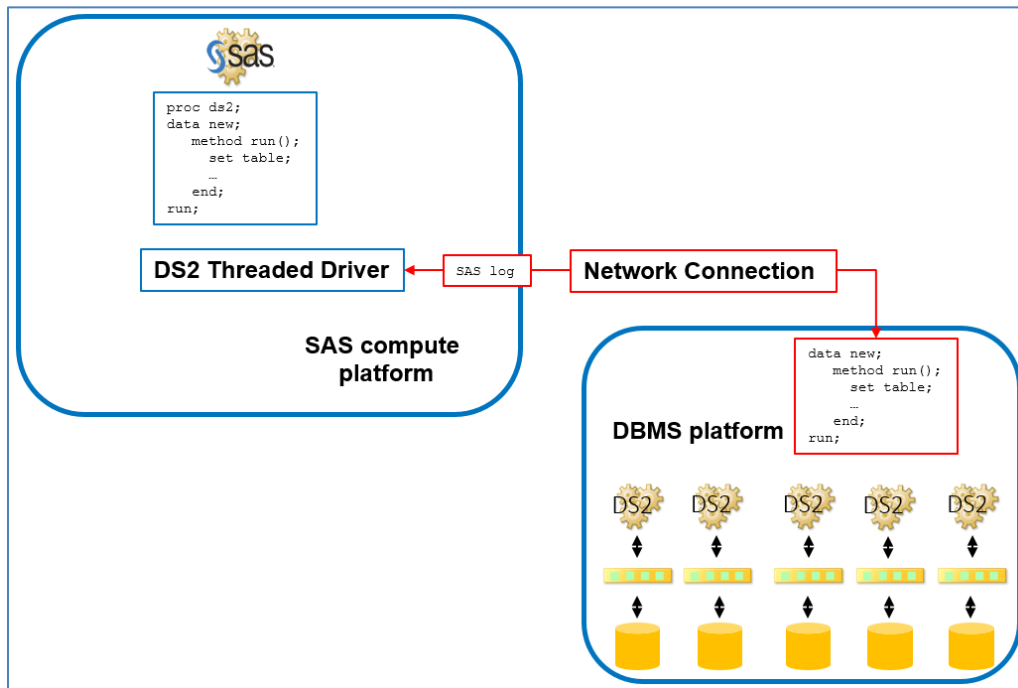 sas
proc ds2;
data new;
method run();
set table;
…
end;
run;
DS2 Threaded Driver
SAS log
Network Connection
SAS compute
platform
data new;
method run();
set table;
…
end;
run;
DBMS platform
DS2 DS2 DS2 DS2 DS2